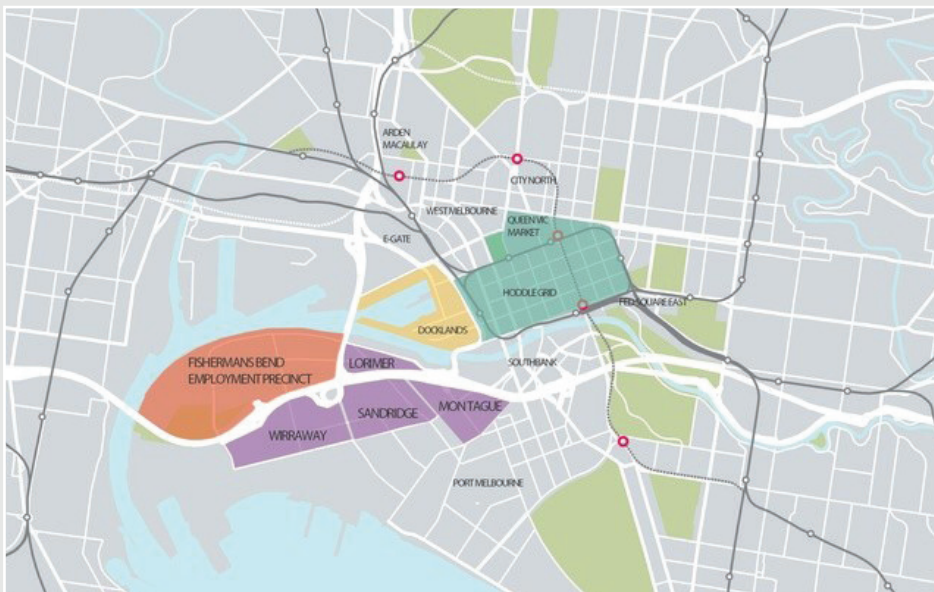 ARDEN
MACAULAY
CITY NORTH
WEST MELBOURNE
QUEEN VIC
MARKET
E-GATE
HODDLE GRID
FED SQUARE EAST
DOCKLANDS
SOUTHBANK
FISHERMANS BEND
EMPLOYMENT PRECINCT
LORIMER
MONTAGUE
SANDRIDGE
WIRRAWAY
PORT MELBOURNE